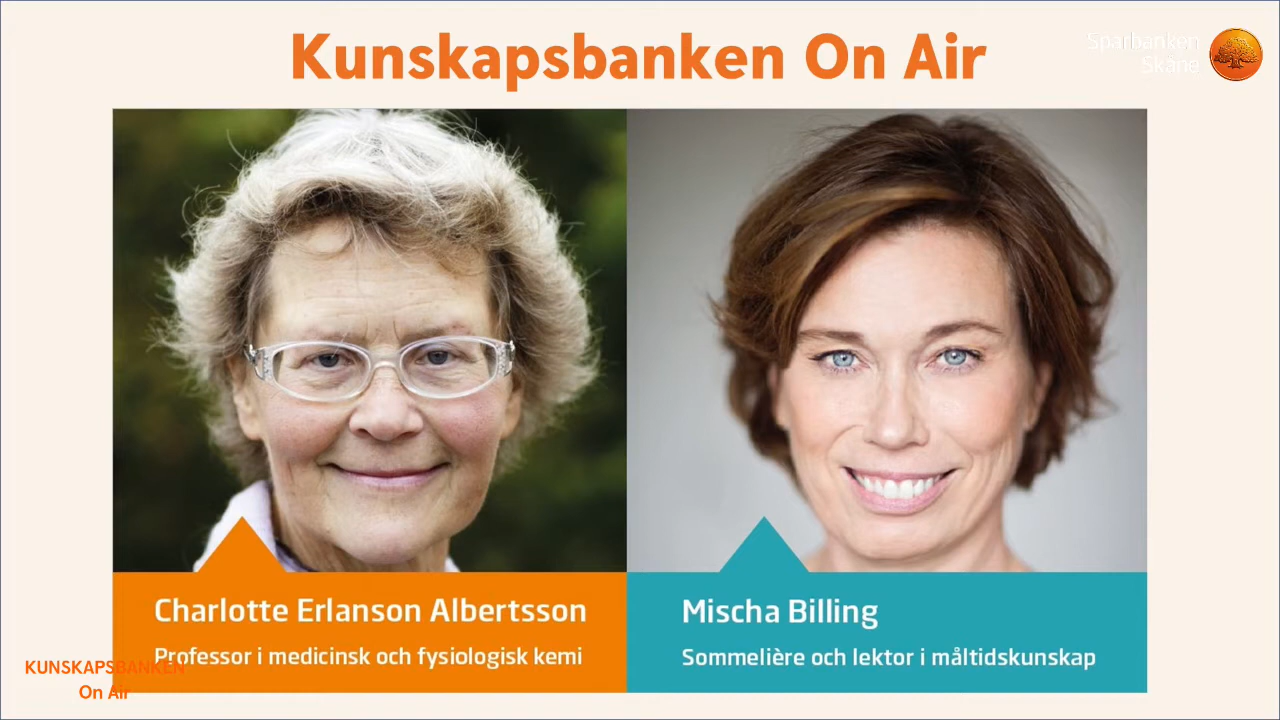 Kunskapsbanken On Air
Sparbanken
Skåne
Charlotte Erlanson Albertsson
Professor i medicinsk och fysiologisk kemi
Mischa Billing
Sommelière och lektor i måltidskunskap
KUNSKAPSBANKEN
On Air